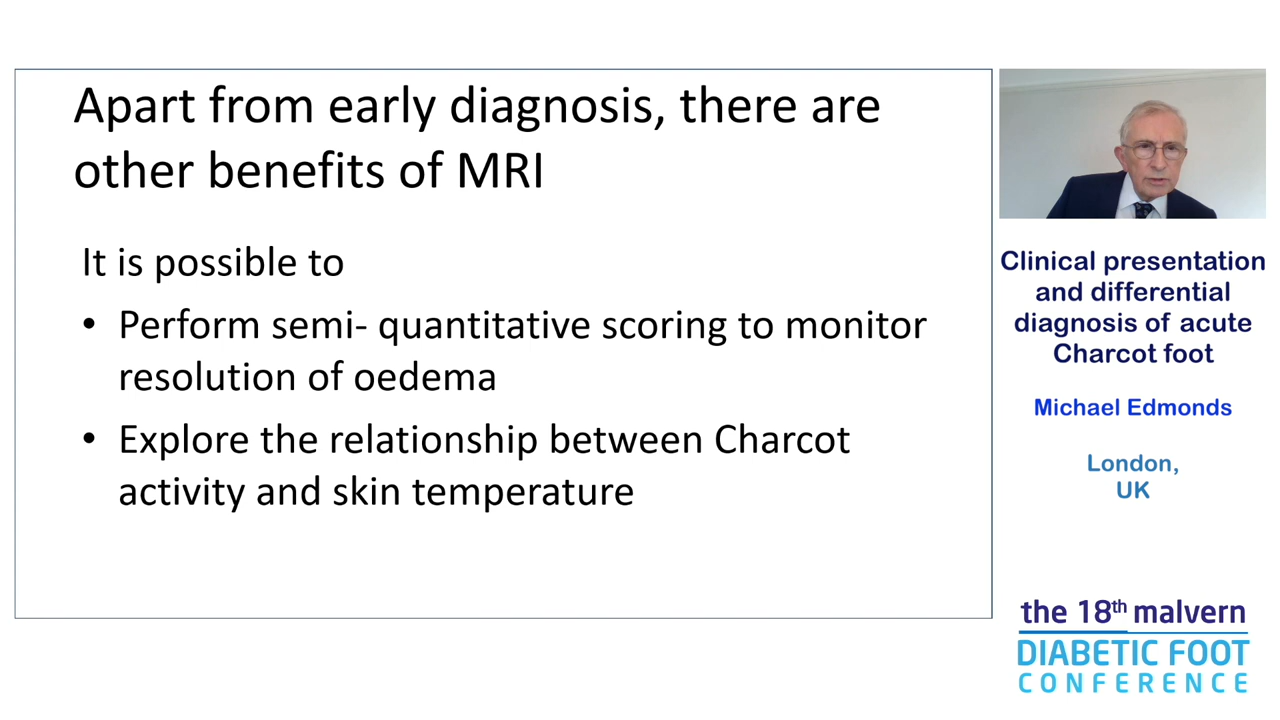 Apart from early diagnosis, there are
other benefits of MRI
It is possible to
• Perform semi- quantitative scoring to monitor
resolution of oedema
• Explore the relationship between Charcot
activity and skin temperature
Clinical presentation
and differential
diagnosis of acute
Charcot foot
Michael Edmonds
London,
UK
the 18th malvern
DIABETIC FOOT
CONFERENCE